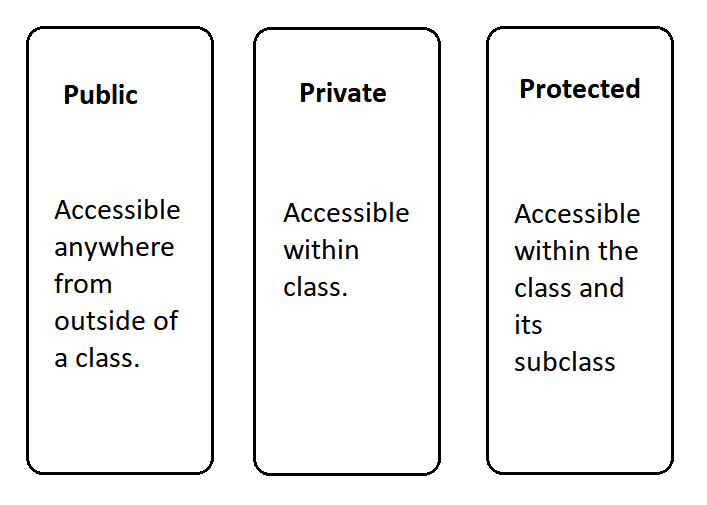 Public
Accessible
anywhere
from
outside of
a class.
Private
Accessible
within
class.
Protected
Accessible
within the
class and
its
subclass